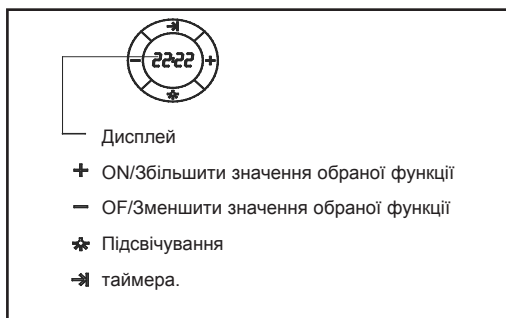 22:22
Дисплей
+ ON/Збільшити значення обраної функції
− OF/Зменшити значення обраної функції
Підсвічування
таймера.